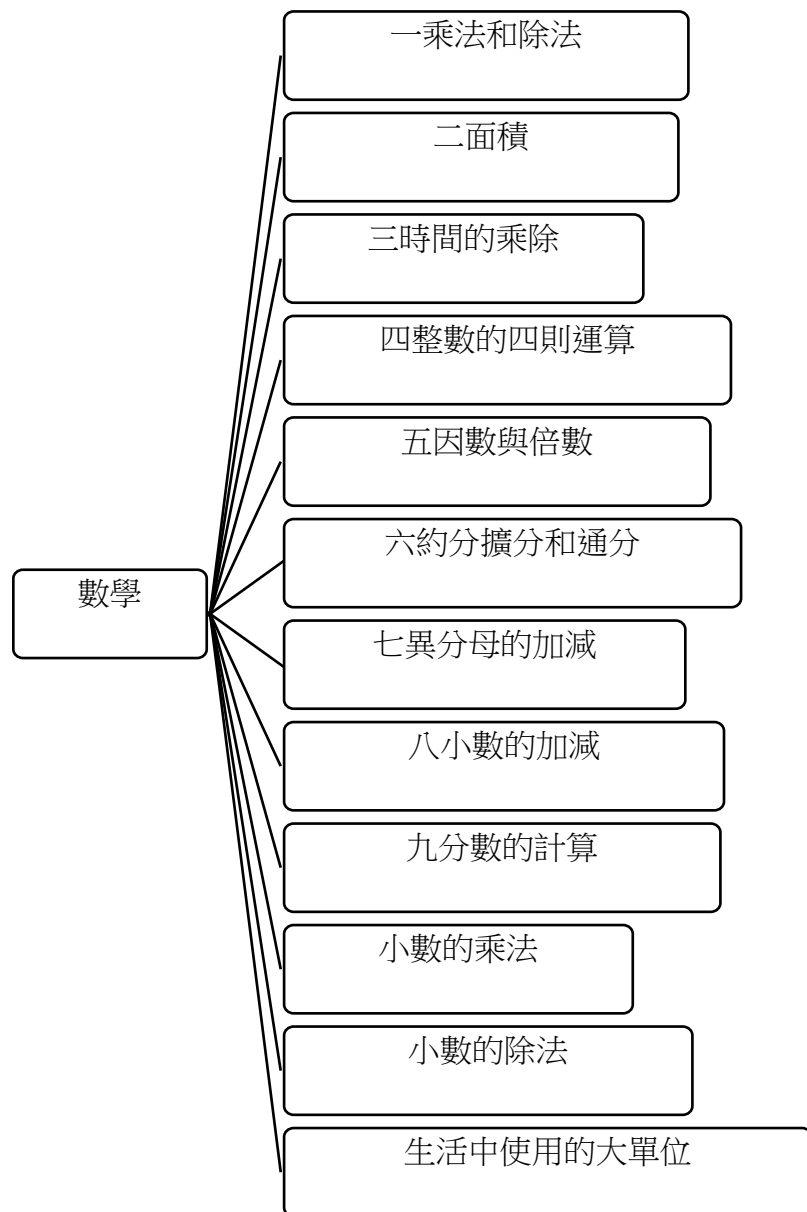 數學
一乘法和除法
二面積
三時間的乘除
四整數的四則運算
五因數與倍數
六約分擴分和通分
七異分母的加減
八小數的加減
九分數的計算
小數的乘法
小數的除法
生活中使用的大單位